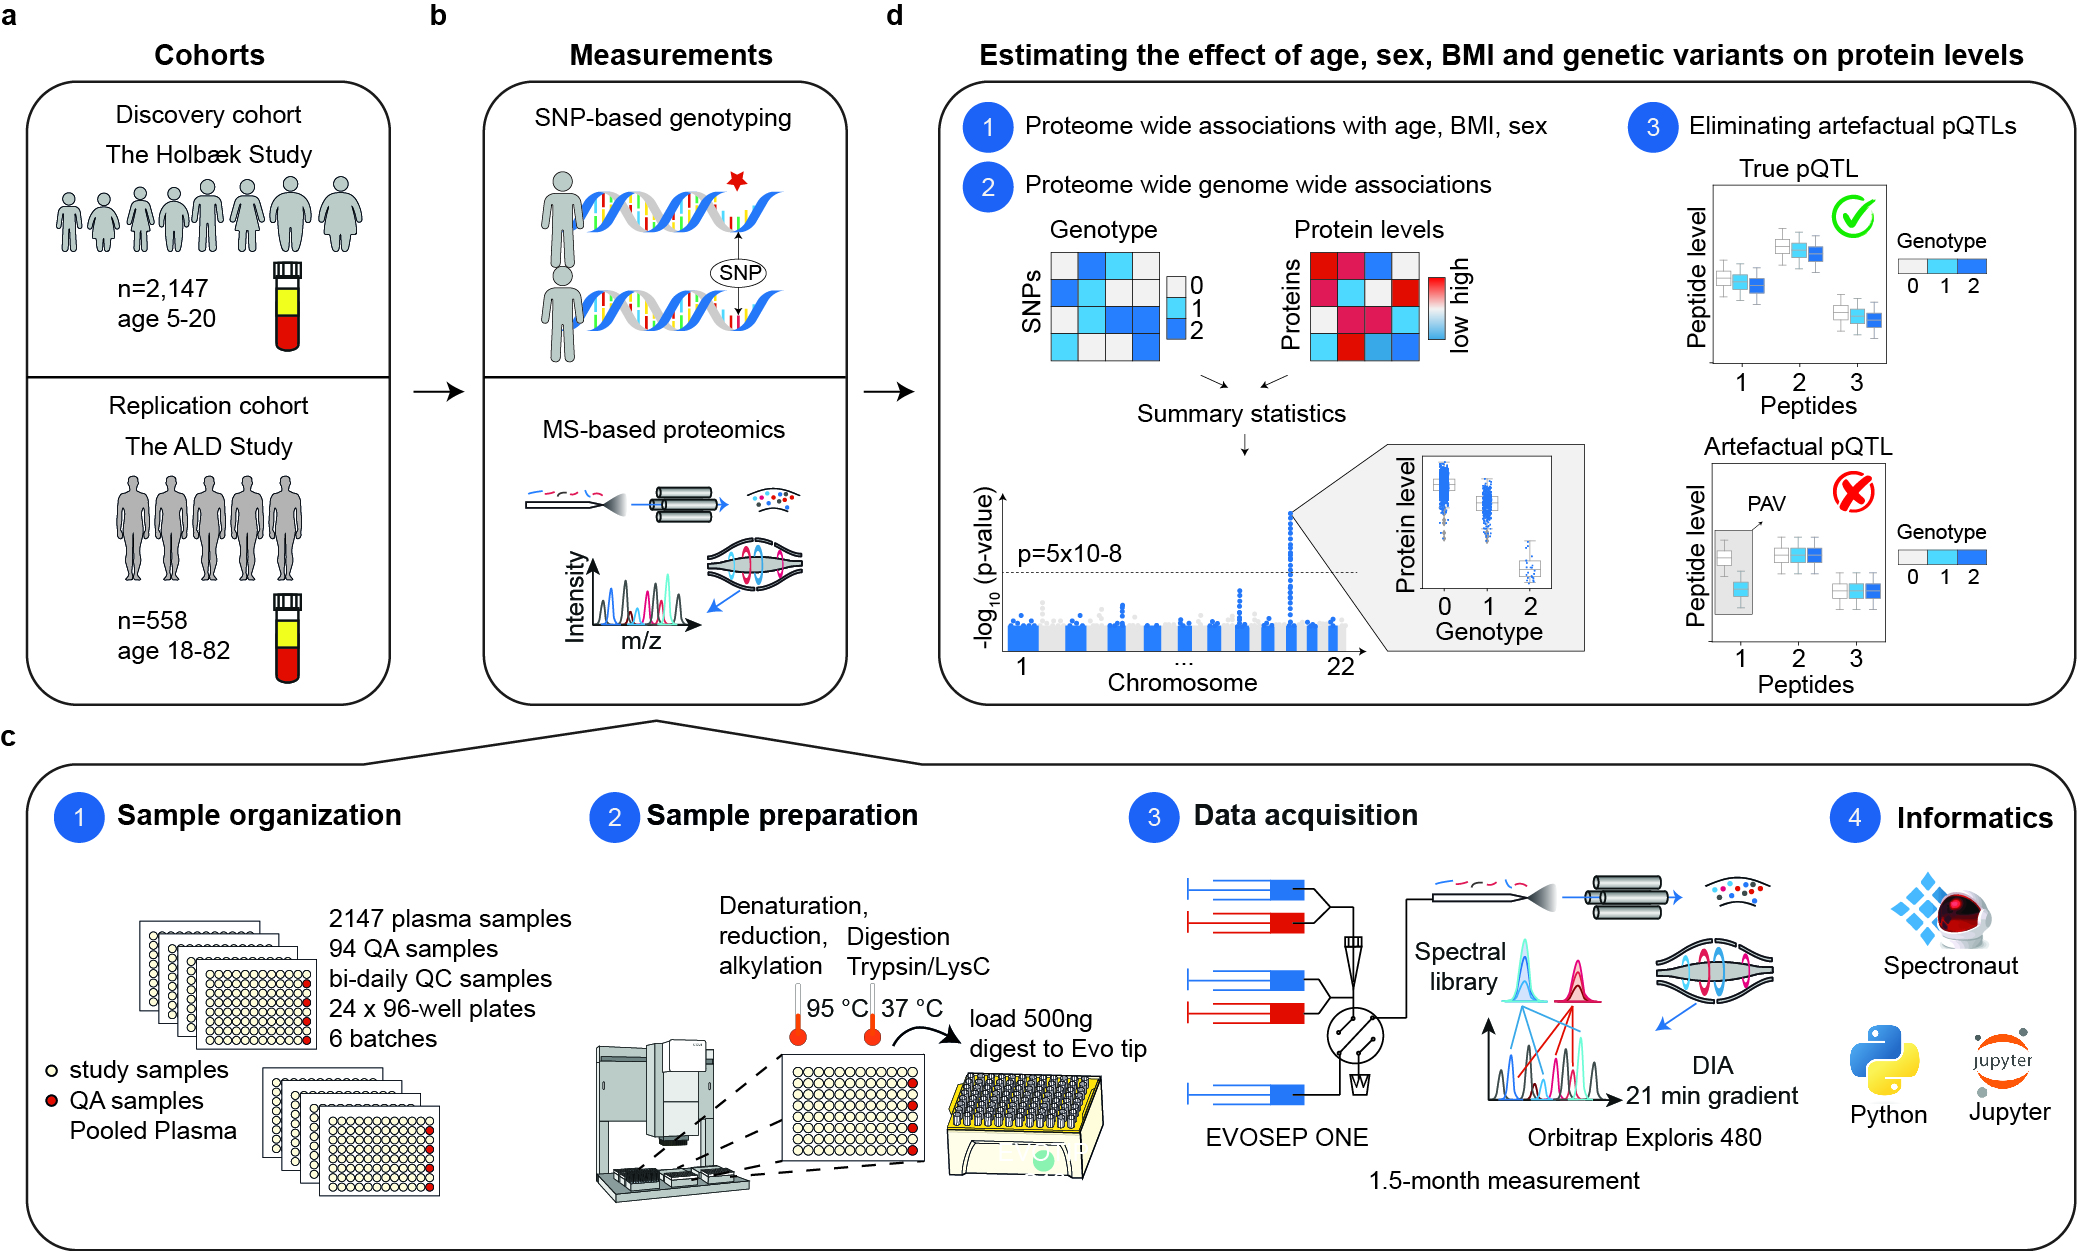 a
Cohorts
Discovery cohort
The Holbæk Study
n=2,147
age 5-20
Replication cohort
The ALD Study
n=558
age 18-82
b
Measurements
SNP-based genotyping
SNP
MS-based proteomics
Intensity
m/z
d
Estimating the effect of age, sex, BMI and genetic variants on protein levels
1 Proteome wide associations with age, BMI, sex
2 Proteome wide genome wide associations
Genotype
SNPs
0
1
2
Protein levels
Proteins
low high
Summary statistics
-log10 (p-value)
p=5x10-8
1 ... 22
Chromosome
Protein level
0 1 2
Genotype
3 Eliminating artefactual pQTLs
True pQTL
Peptide level
1 2 3
Peptides
Genotype
0 1 2
Artefactual pQTL
PAV
Peptide level
1 2 3
Peptides
Genotype
0 1 2
c
1 Sample organization
2147 plasma samples
94 QA samples
bi-daily QC samples
24 x 96-well plates
6 batches
study samples
QA samples
Pooled Plasma
2 Sample preparation
Denaturation,
reduction,
alkylation
Digestion
Trypsin/LysC
95 °C
37 °C
load 500ng
digest to Evo tip
3 Data acquisition
EVOSEP ONE
Spectral
library
DIA
21 min gradient
Orbitrap Exploris 480
1.5-month measurement
4 Informatics
Spectronaut
Python
jupyter
Jupyter